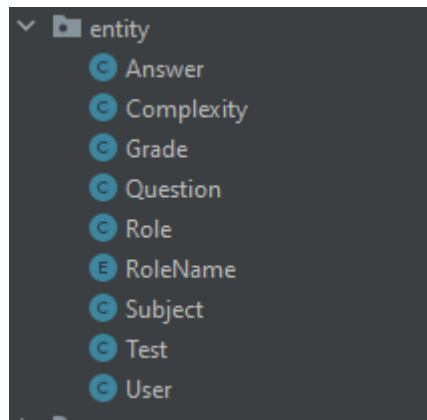 entity
C Answer
C Complexity
C Grade
C Question
C Role
E RoleName
C Subject
C Test
C User